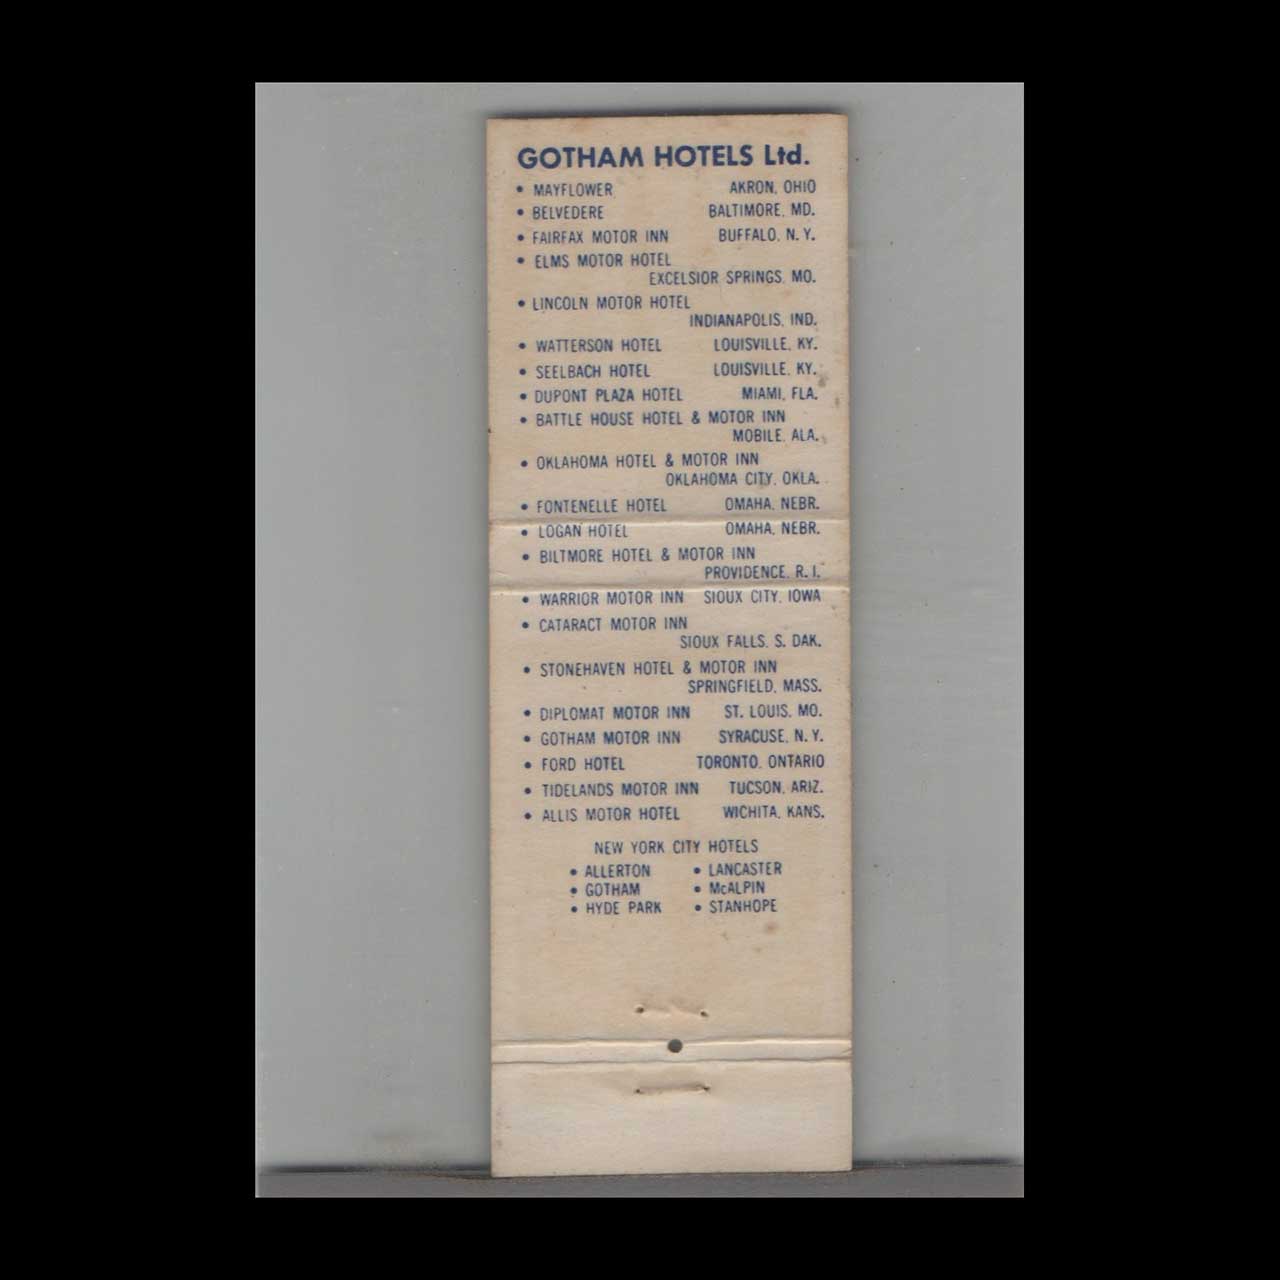 GOTHAM HOTELS Ltd.
• MAYFLOWER AKRON, OHIO
• BELVEDERE BALTIMORE, MD.
• FAIRFAX MOTOR INN BUFFALO, N. Y.
• ELMS MOTOR HOTEL
EXCELSIOR SPRINGS, MO.
• LINCOLN MOTOR HOTEL
INDIANAPOLIS, IND.
• WATTERSON HOTEL LOUISVILLE, KY.
• SEELBACH HOTEL LOUISVILLE, KY.
• DUPONT PLAZA HOTEL MIAMI, FLA.
• BATTLE HOUSE HOTEL & MOTOR INN
MOBILE, ALA.
• OKLAHOMA HOTEL & MOTOR INN
OKLAHOMA CITY, OKLA.
• FONTENELLE HOTEL OMAHA, NEBR.
• LOGAN HOTEL OMAHA, NEBR.
• BILTMORE HOTEL & MOTOR INN
PROVIDENCE, R. I.
• WARRIOR MOTOR INN SIOUX CITY, IOWA
• CATARACT MOTOR INN
SIOUX FALLS, S. DAK.
• STONEHAVEN HOTEL & MOTOR INN
SPRINGFIELD, MASS.
• DIPLOMAT MOTOR INN ST. LOUIS, MO.
• GOTHAM MOTOR INN SYRACUSE, N. Y.
• FORD HOTEL TORONTO, ONTARIO
• TIDELANDS MOTOR INN TUCSON, ARIZ.
• ALLIS MOTOR HOTEL WICHITA, KANS.
NEW YORK CITY HOTELS
• ALLERTON • LANCASTER
• GOTHAM • McALPIN
• HYDE PARK • STANHOPE